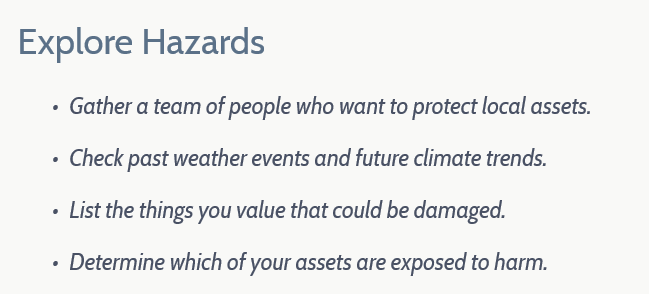 Explore Hazards
• Gather a team of people who want to protect local assets.
• Check past weather events and future climate trends.
• List the things you value that could be damaged.
• Determine which of your assets are exposed to harm.